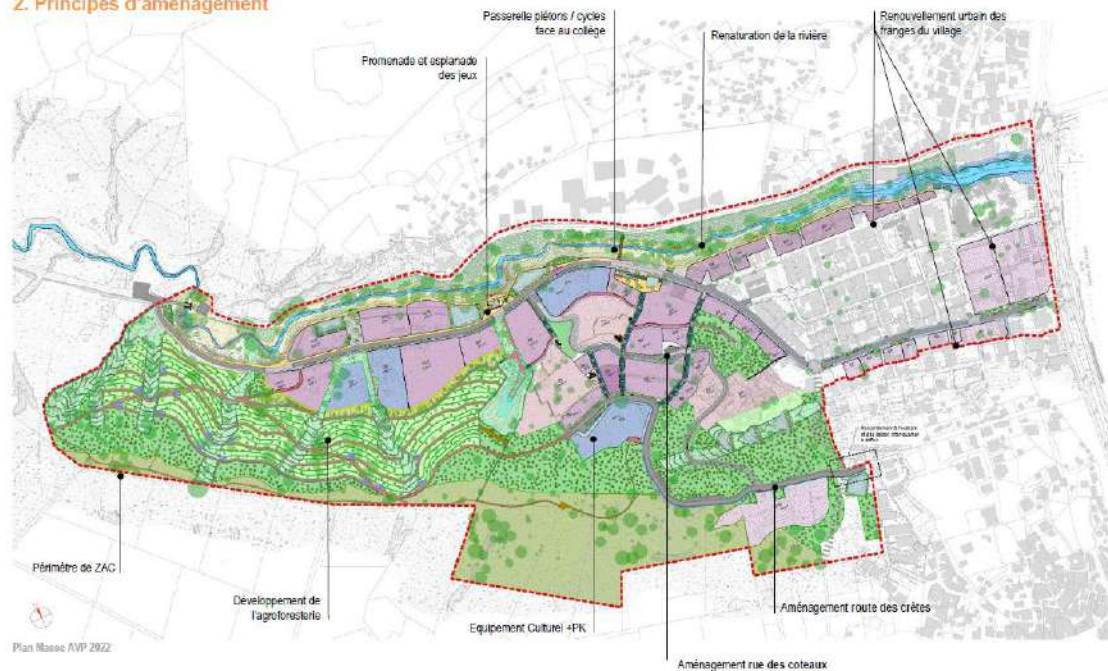 2. Principes d'aménagement
Passerelle piétons / cycles
face au collège
Renouvellement urbain des
franges du village
Promenade et esplanade
des jeux
Renaturation de la rivière
Périmètre de ZAC
Développement de
l'agroforesterie
Equipement Culturel +PK
Aménagement route des crêtes
Aménagement rue des coteaux
Plan Masse AVP 2022